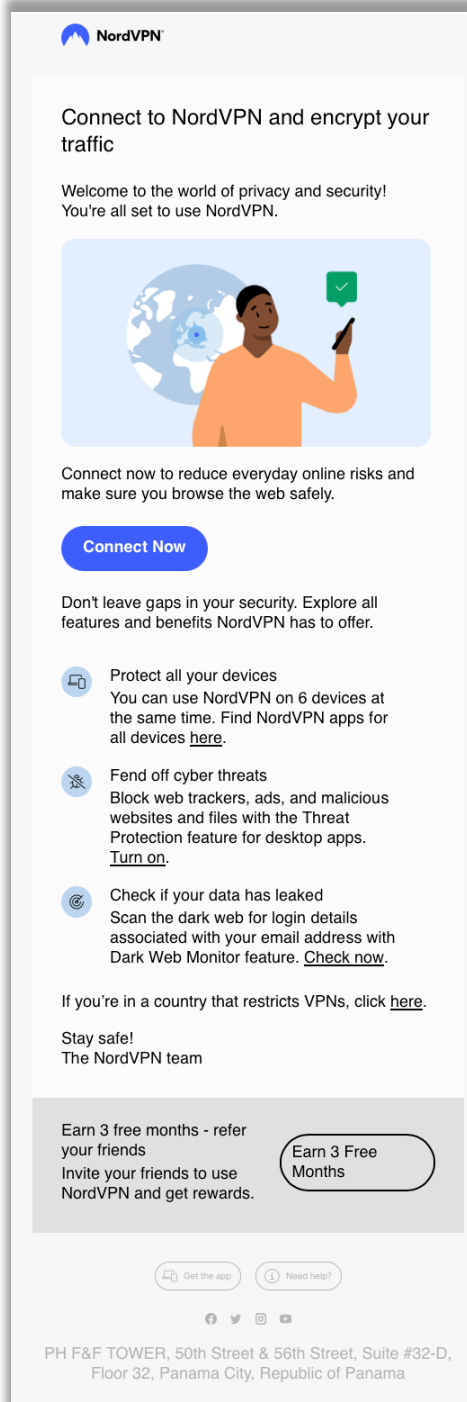 NordVPN®
Connect to NordVPN and encrypt your
traffic
Welcome to the world of privacy and security!
You're all set to use NordVPN.
Connect now to reduce everyday online risks and
make sure you browse the web safely.
Connect Now
Don't leave gaps in your security. Explore all
features and benefits NordVPN has to offer.
Protect all your devices
You can use NordVPN on 6 devices at
the same time. Find NordVPN apps for
all devices here.
Fend off cyber threats
Block web trackers, ads, and malicious
websites and files with the Threat
Protection feature for desktop apps.
Turn on.
Check if your data has leaked
Scan the dark web for login details
associated with your email address with
Dark Web Monitor feature. Check now.
If you’re in a country that restricts VPNs, click here.
Stay safe!
The NordVPN team
Earn 3 free months - refer
your friends
Invite your friends to use
NordVPN and get rewards.
Earn 3 Free
Months
Get the app
Need help?
PH F&F TOWER, 50th Street & 56th Street, Suite #32-D,
Floor 32, Panama City, Republic of Panama